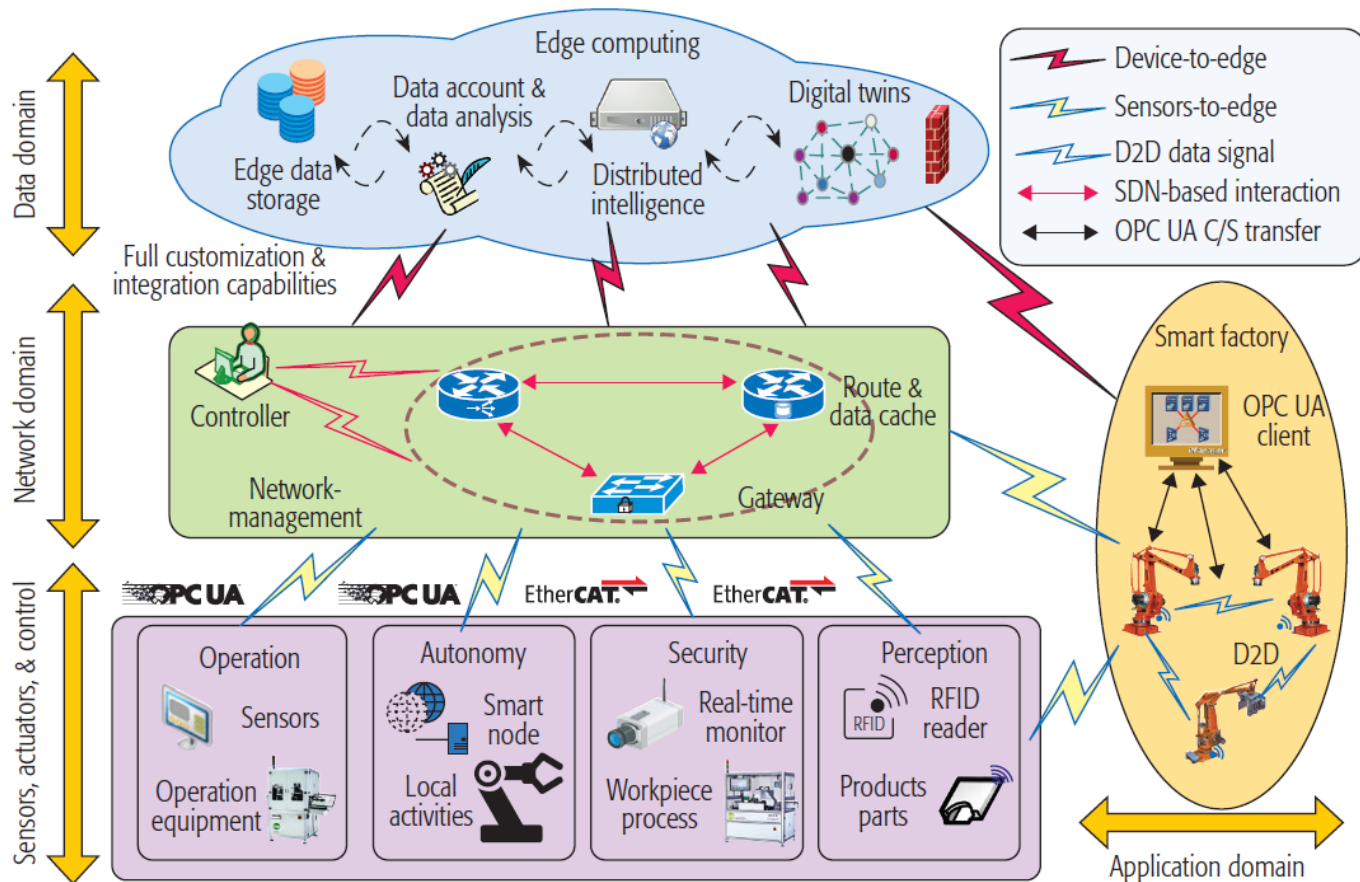 Edge computing
Data account &
data analysis
Digital twins
Edge data
storage
Distributed
intelligence
Device-to-edge
Sensors-to-edge
D2D data signal
SDN-based interaction
OPC UA C/S transfer
Data domain
Full customization &
integration capabilities
Network domain
Controller
Route &
data cache
Network-
management
Gateway
Smart factory
OPC UA
client
D2D
Sensors, actuators, & control
OPC UA
OPC UA
EtherCAT.
EtherCAT.
Operation
Sensors
Operation
equipment
Autonomy
Smart
node
Local
activities
Security
Real-time
monitor
Workpiece
process
Perception
RFID
RFID
reader
Products
parts
Application domain